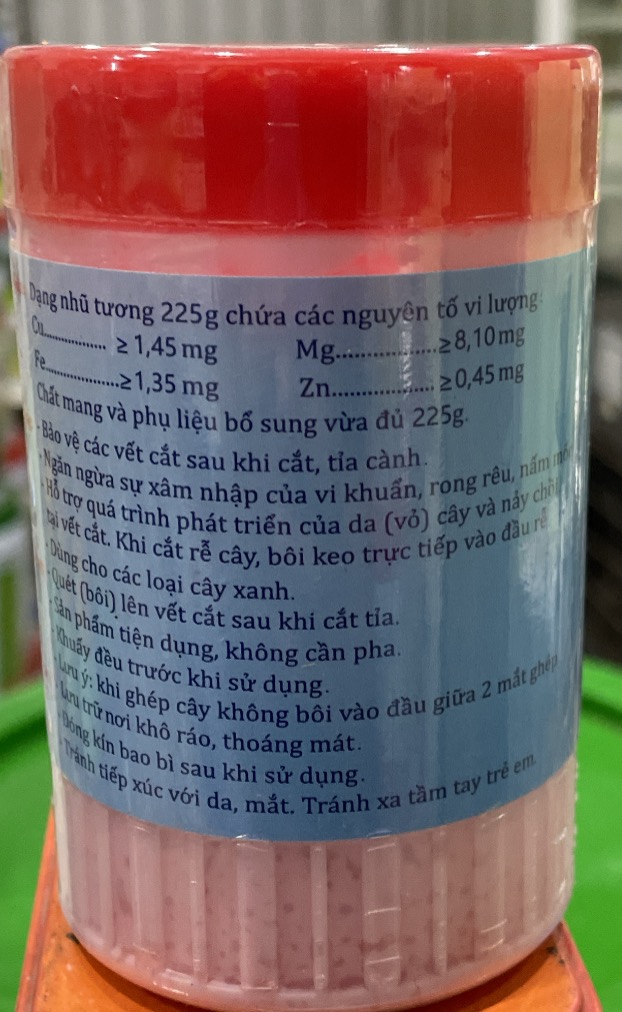 Dạng nhũ tương 225g chứa các nguyên tố vi lượng:
Cu............... ≥ 1,45 mg Mg.................≥8,10 mg
Fe.................≥1,35 mg Zn................. ≥0,45 mg
Chất mang và phụ liệu bổ sung vừa đủ 225g.
- Bảo vệ các vết cắt sau khi cắt, tỉa cành.
- Ngăn ngừa sự xâm nhập của vi khuẩn, rong rêu, nấm
- Hỗ trợ quá trình phát triển của da (vỏ) cây và nảy chồi
tại vết cắt. Khi cắt rễ cây, bôi keo trực tiếp vào đầu rễ
- Dùng cho các loại cây xanh.
- Quét (bôi) lên vết cắt sau khi cắt tỉa.
- Sản phẩm tiện dụng, không cần pha.
- Khuấy đều trước khi sử dụng.
- Lưu ý: khi ghép cây không bôi vào đầu giữa 2 mắt ghép
- Lưu trữ nơi khô ráo, thoáng mát.
- Đóng kín bao bì sau khi sử dụng.
- Tránh tiếp xúc với da, mắt. Tránh xa tầm tay trẻ em.